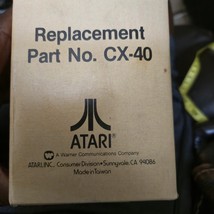 Replacement
Part No. CX-40
ATARI®
A Warner Communications Company
ATARI, INC., Consumer Division • Sunnyvale, CA 94086
Made in Taiwan